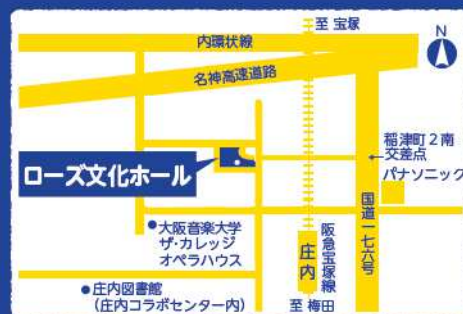 至 宝塚
N
内環状線
名神高速道路
稲津町2南
交差点
パナソニック
ローズ文化ホール
国道一七六号
大阪音楽大学
ザ・カレッジ
オペラハウス
阪急宝塚線
庄内
庄内図書館
(庄内コラボセンター内)
至 梅田